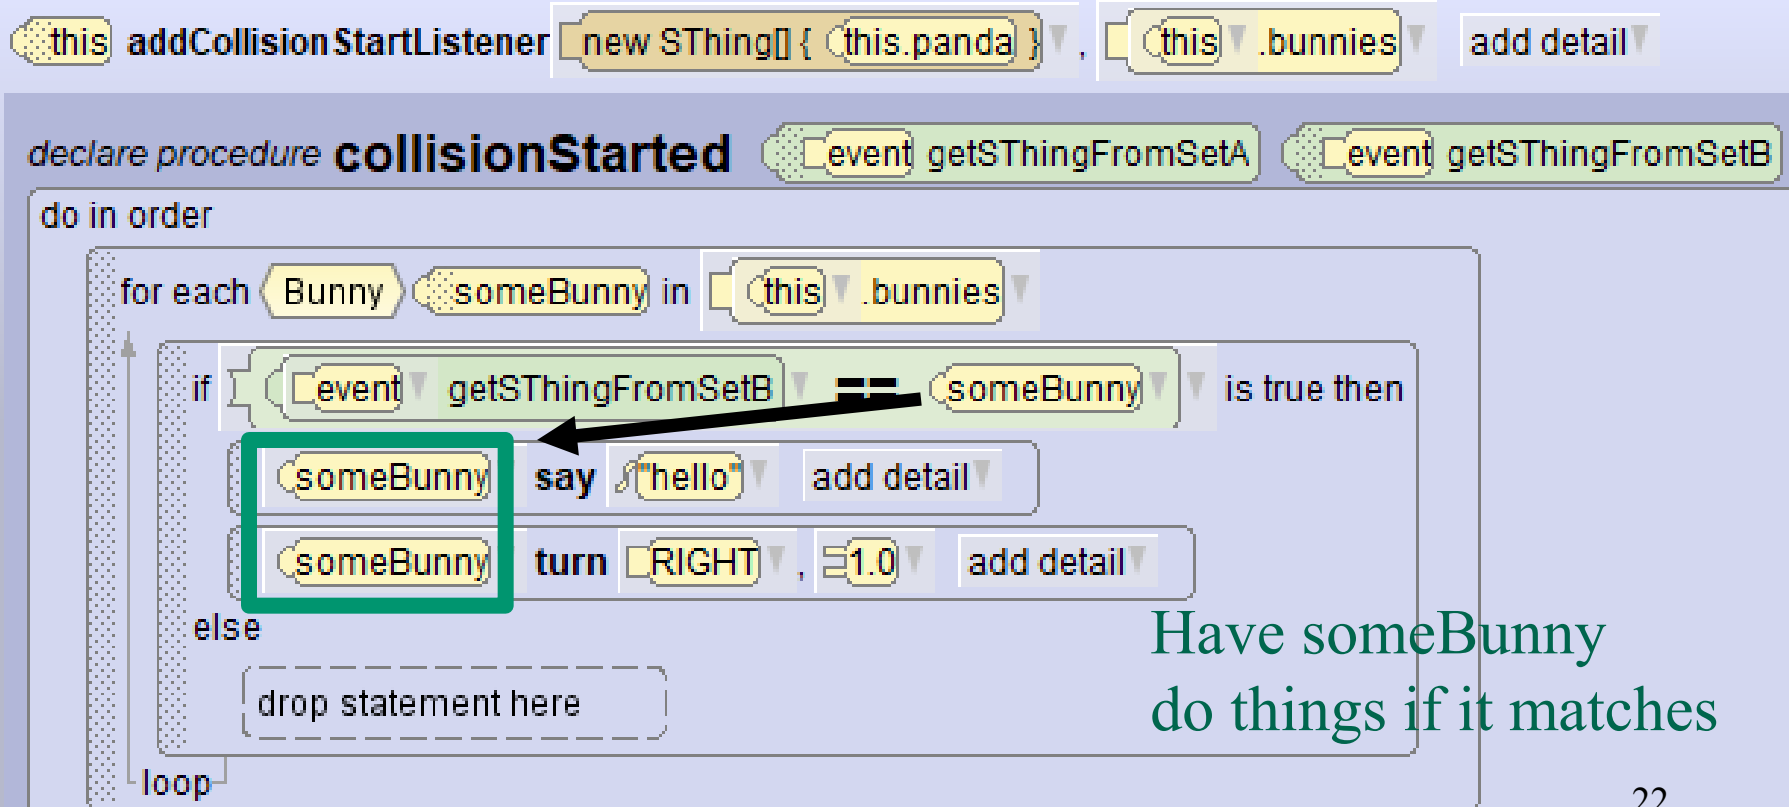 this addCollisionStartListener new SThing[] { this.panda } , this .bunnies add detail
declare procedure collisionStarted event getSThingFromSetA event getSThingFromSetB
do in order
for each Bunny someBunny in this .bunnies
if event getSThingFromSetB == someBunny is true then
someBunny say "hello" add detail
someBunny turn RIGHT , 1.0 add detail
else
Have someBunny
drop statement here
do things if it matches
loop
22